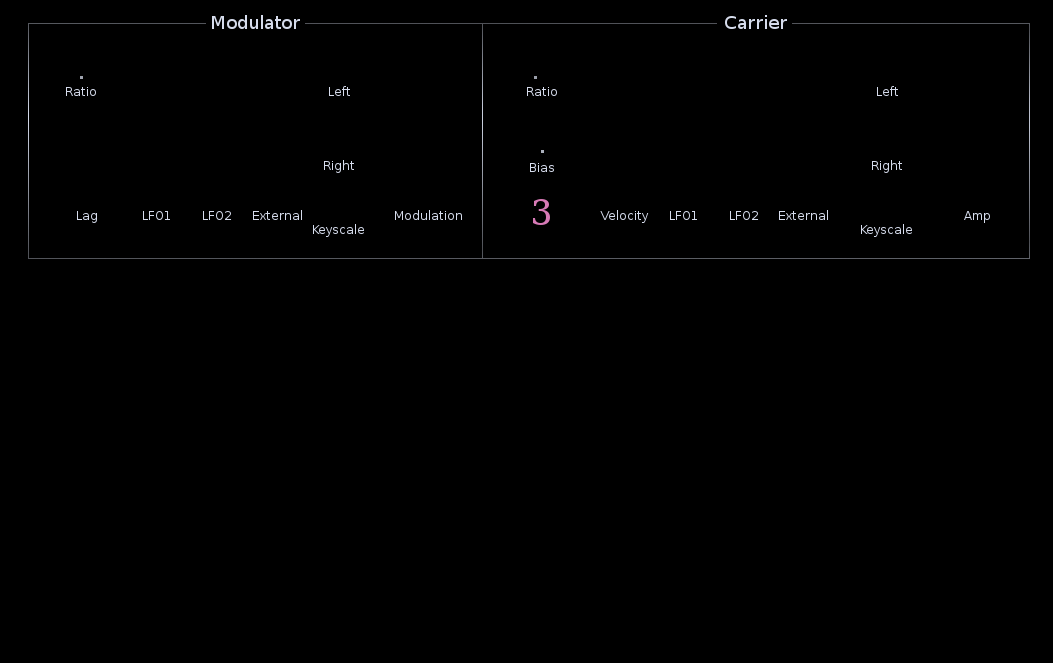 Modulator Carrier
Ratio Left Ratio Left
Right Bias Right
3
Lag LFO1 LFO2 External Modulation Velocity LFO1 LFO2 External Amp
Keyscale Keyscale